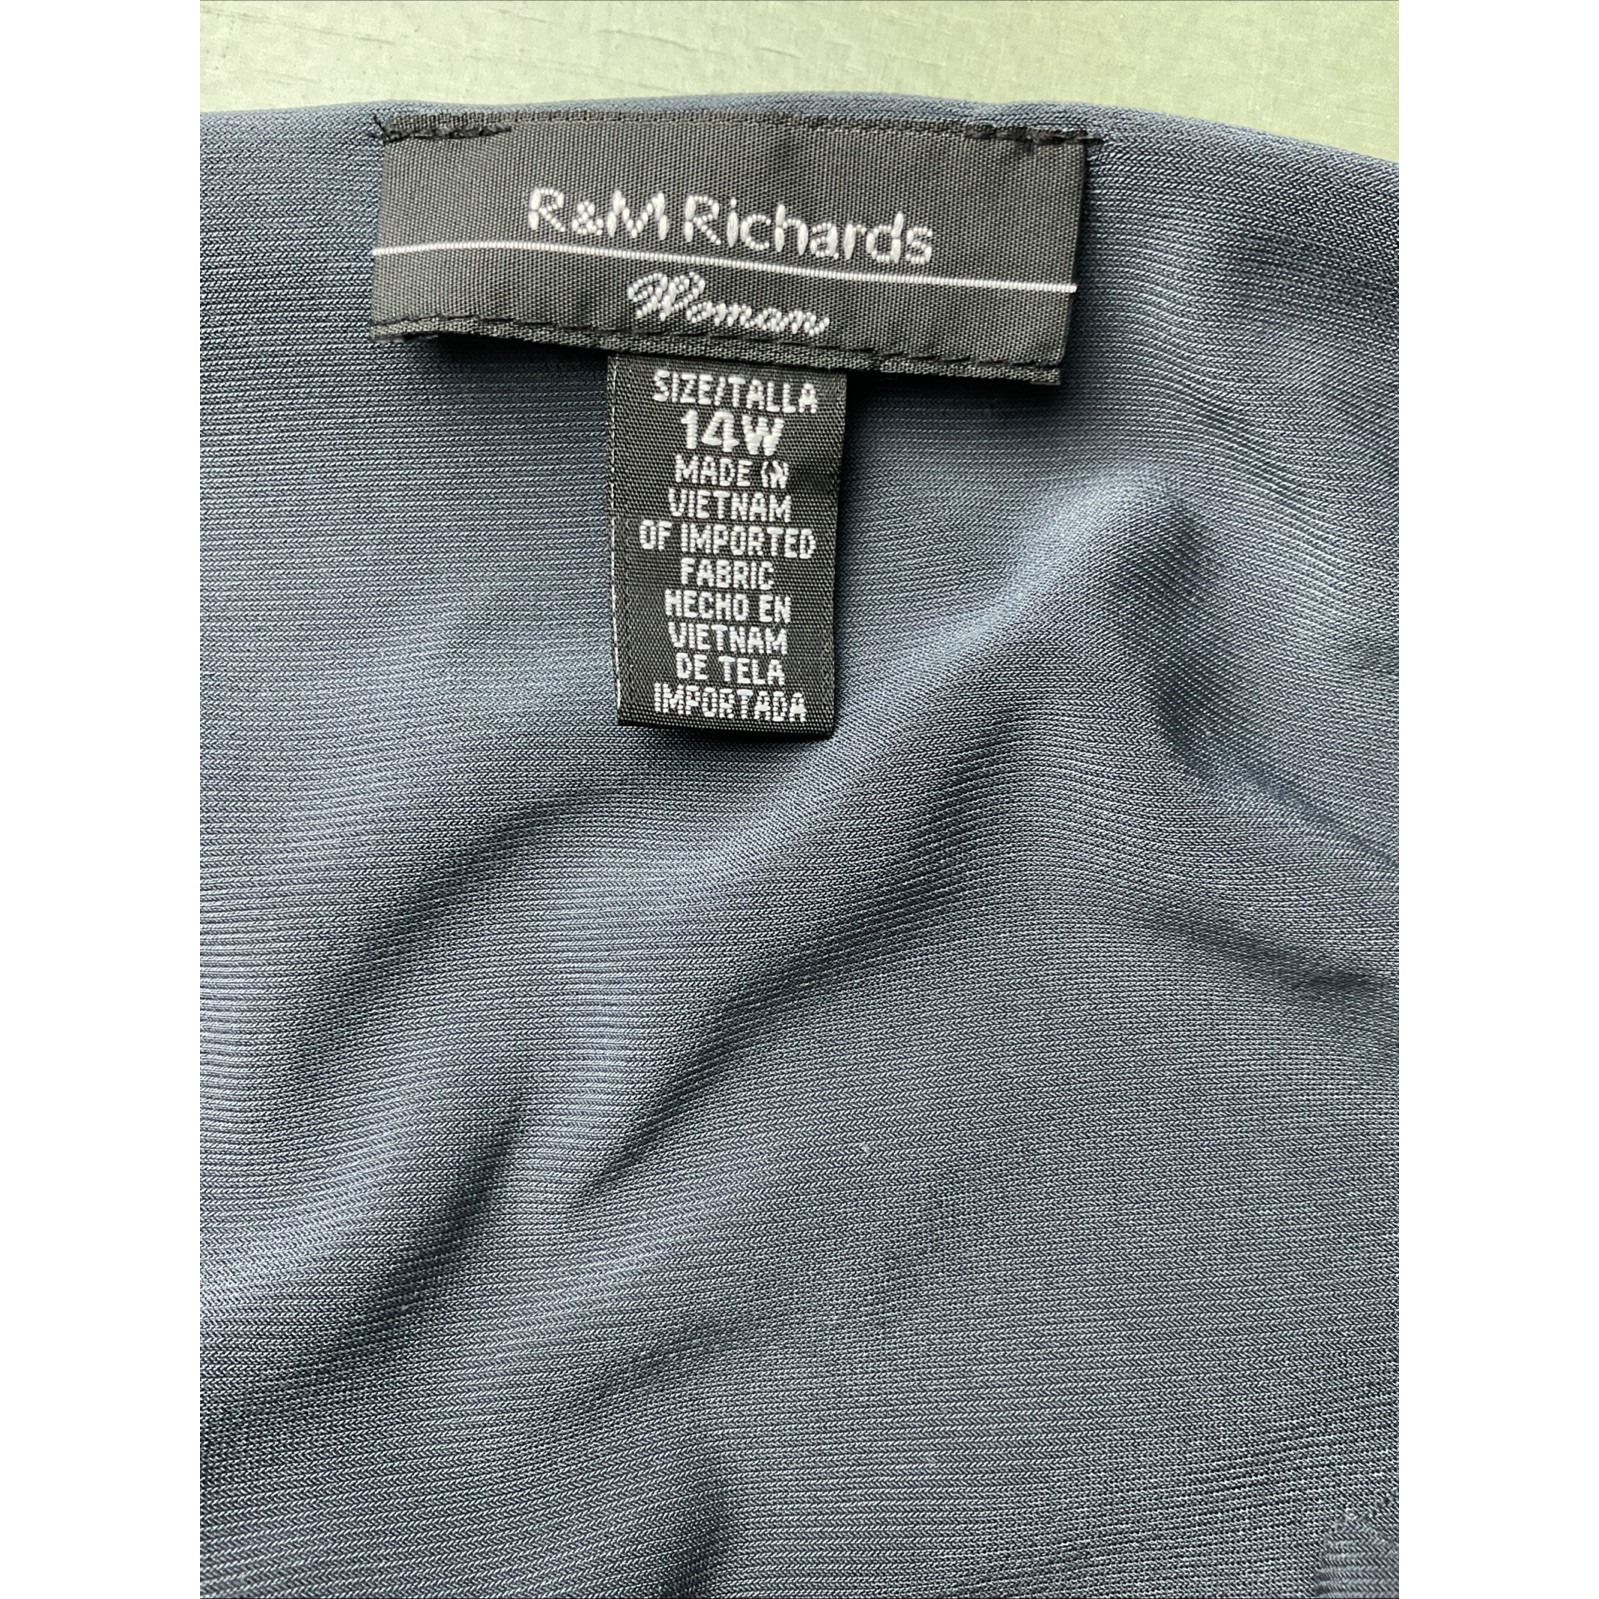 R&M Richards
Woman
SIZE/TALLA
14W
MADE IN
VIETNAM
OF IMPORTED
FABRIC
HECHO EN
VIETNAM
DE TELA
IMPORTADA